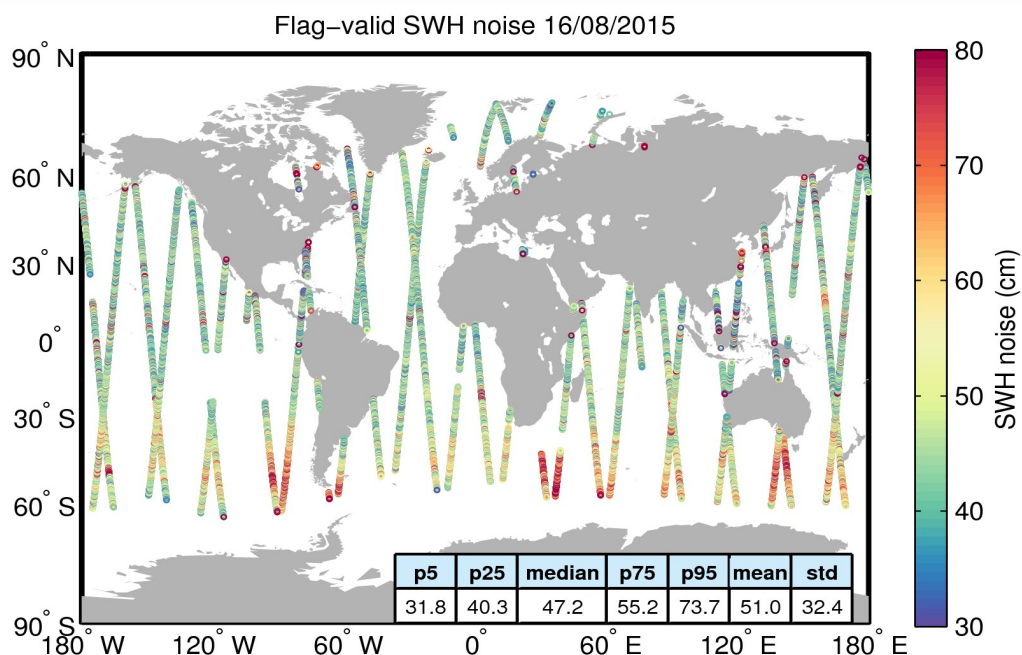 Flag−valid SWH noise 16/08/2015
90° N
60° N
30° N
0°
30° S
60° S
90° S
180° W
120° W
60° W
0°
60° E
120° E
180° E
80
70
60
50
40
30
SWH noise (cm)
p5 p25 median p75 p95 mean std
31.8 40.3 47.2 55.2 73.7 51.0 32.4